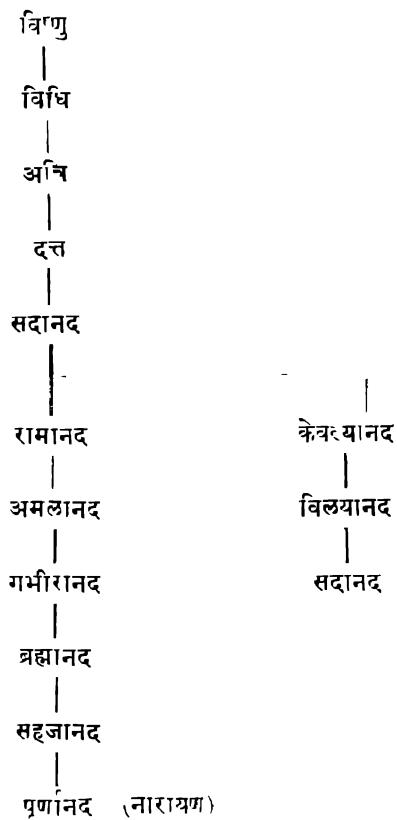 विष्णु
विधि
अत्रि
दत्त
सदानद
रामानद केवल्यानद
अमलानद विलयानद
गभीरानद सदानद
ब्रह्मानद
सहजानद
पूर्णानद (नारायण)